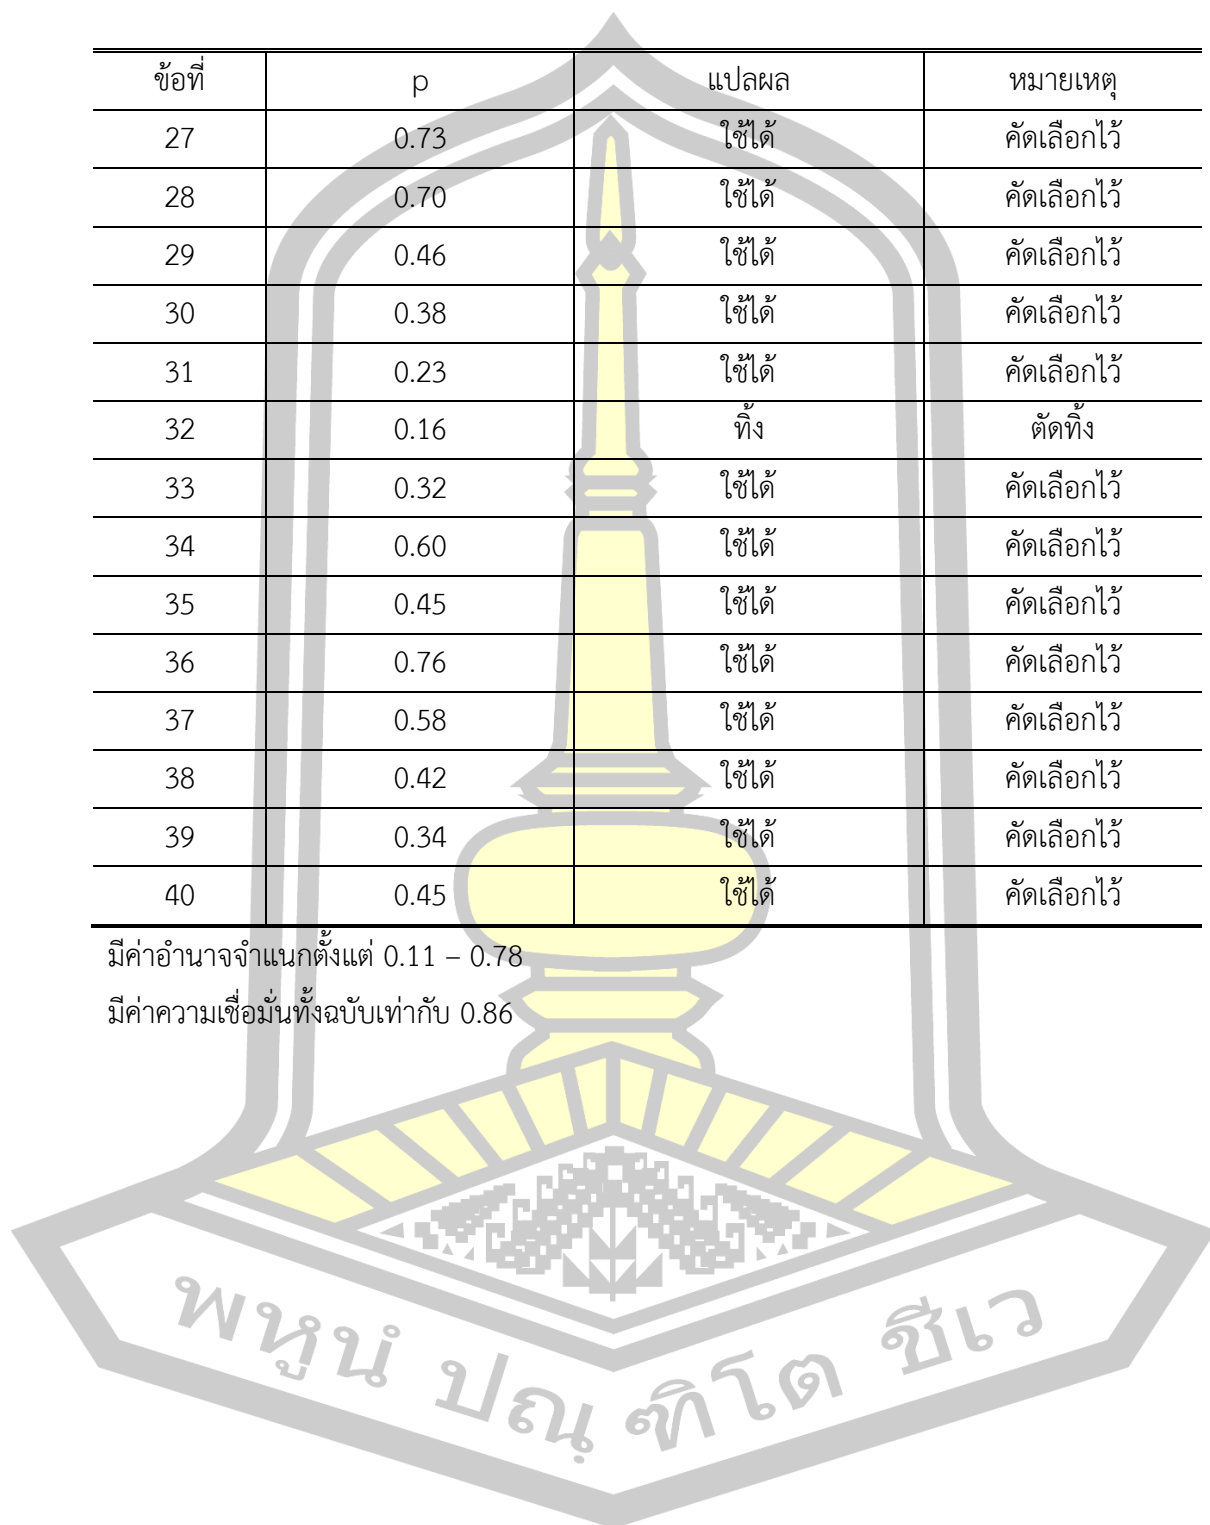 ข้อที่ p แปลผล หมายเหตุ
27 0.73 ใช้ได้ คัดเลือกไว้
28 0.70 ใช้ได้ คัดเลือกไว้
29 0.46 ใช้ได้ คัดเลือกไว้
30 0.38 ใช้ได้ คัดเลือกไว้
31 0.23 ใช้ได้ คัดเลือกไว้
32 0.16 ทิ้ง ตัดทิ้ง
33 0.32 ใช้ได้ คัดเลือกไว้
34 0.60 ใช้ได้ คัดเลือกไว้
35 0.45 ใช้ได้ คัดเลือกไว้
36 0.76 ใช้ได้ คัดเลือกไว้
37 0.58 ใช้ได้ คัดเลือกไว้
38 0.42 ใช้ได้ คัดเลือกไว้
39 0.34 ใช้ได้ คัดเลือกไว้
40 0.45 ใช้ได้ คัดเลือกไว้
มีค่าอำนาจจำแนกตั้งแต่ 0.11 – 0.78
มีค่าความเชื่อมั่นทั้งฉบับเท่ากับ 0.86
พหูนํ ปณฺฑิโต ชีเว